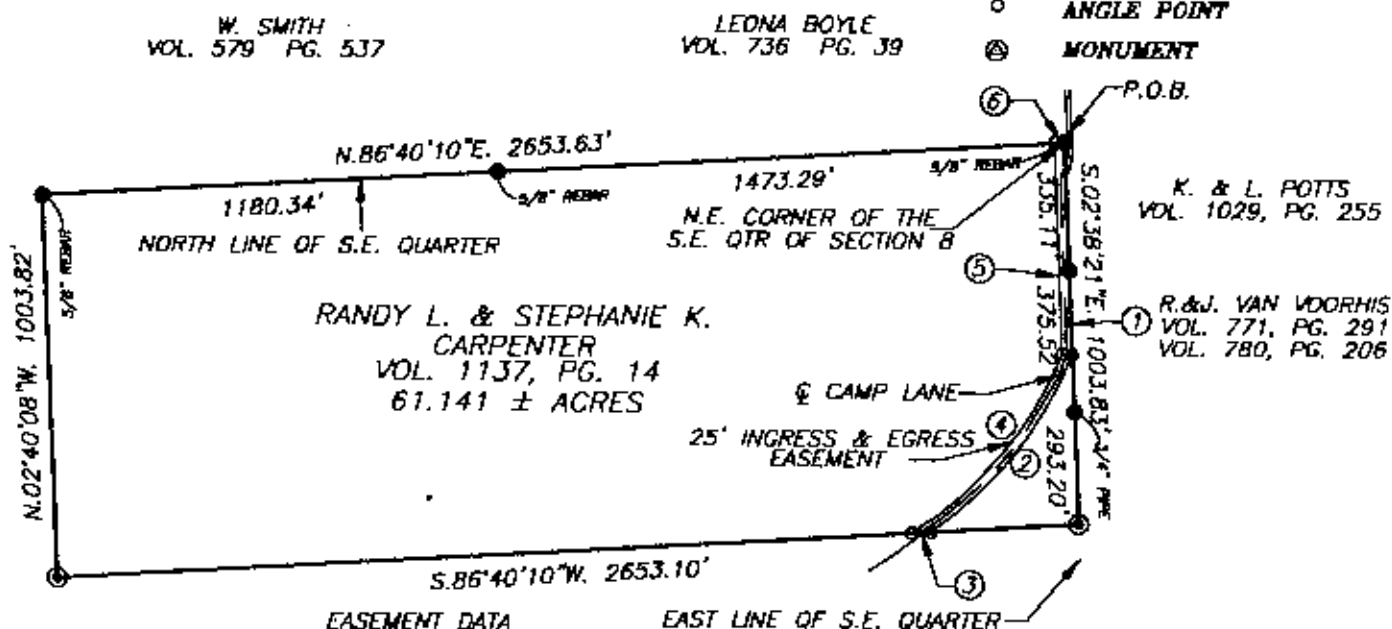 W. SMITH
VOL. 579 PG. 537
LEONA BOYLE
VOL. 736 PG. 39
ANGLE POINT
MONUMENT
6
P.O.B.
N.86°40'10"E. 2653.63'
1180.34'
5/8" REBAR
1473.29'
5/8" REBAR
NORTH LINE OF S.E. QUARTER
N.E. CORNER OF THE
S.E. QTR OF SECTION 8
335.11'
S.02°38'21"E. 1003.83'
K. & L. POTTS
VOL. 1029, PG. 255
5/8" REBAR
N.02°40'08"W. 1003.82'
5
375.52'
1
R.&J. VAN VOORHIS
VOL. 771, PG. 291
VOL. 780, PG. 206
RANDY L. & STEPHANIE K.
CARPENTER
VOL. 1137, PG. 14
61.141 ± ACRES
℄ CAMP LANE
4
25' INGRESS & EGRESS
EASEMENT
2
293.20'
3/4" PIPE
S.86°40'10"W. 2653.10'
3
EASEMENT DATA
EAST LINE OF S.E. QUARTER